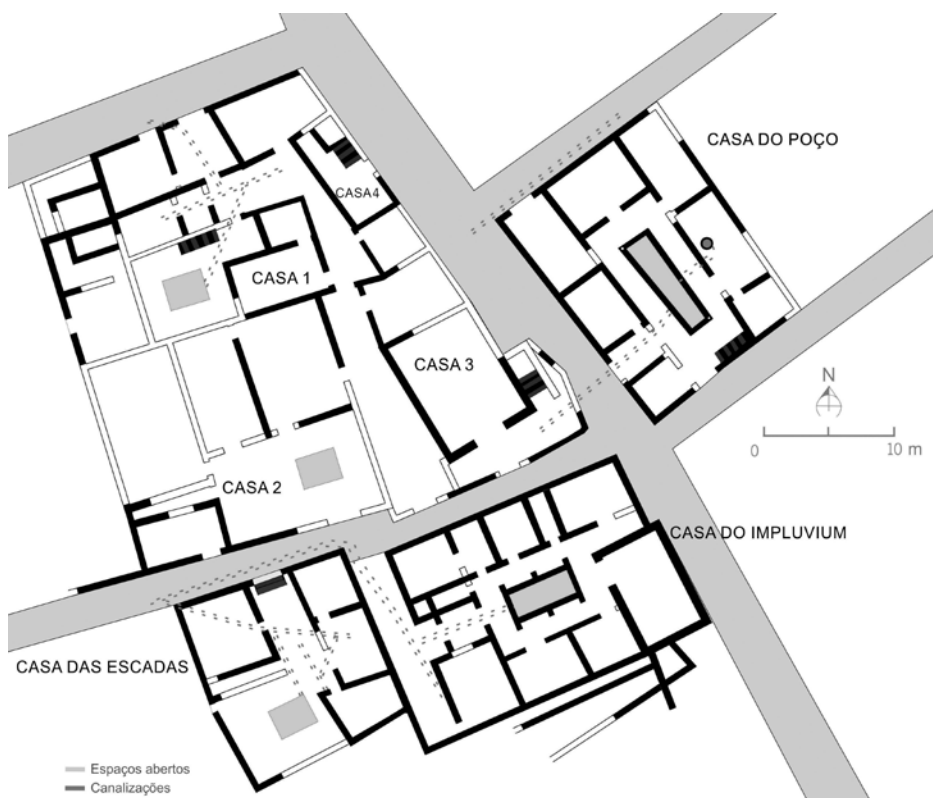 CASA DO POÇO
CASA4
CASA 1
CASA 3
N
0 10 m
CASA 2
CASA DO IMPLUVIUM
CASA DAS ESCADAS
Espaços abertos
Canalizações